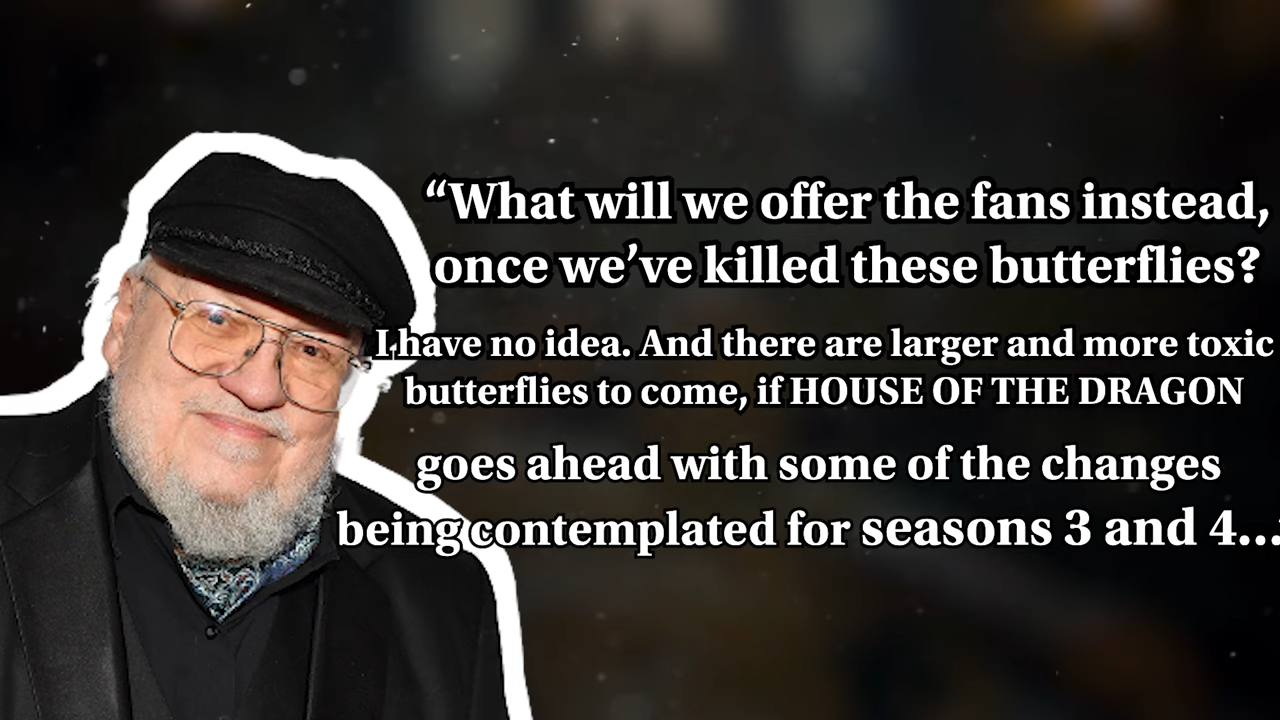 “What will we offer the fans instead,
once we’ve killed these butterflies?
I have no idea. And there are larger and more toxic
butterflies to come, if HOUSE OF THE DRAGON
goes ahead with some of the changes
being contemplated for seasons 3 and 4...